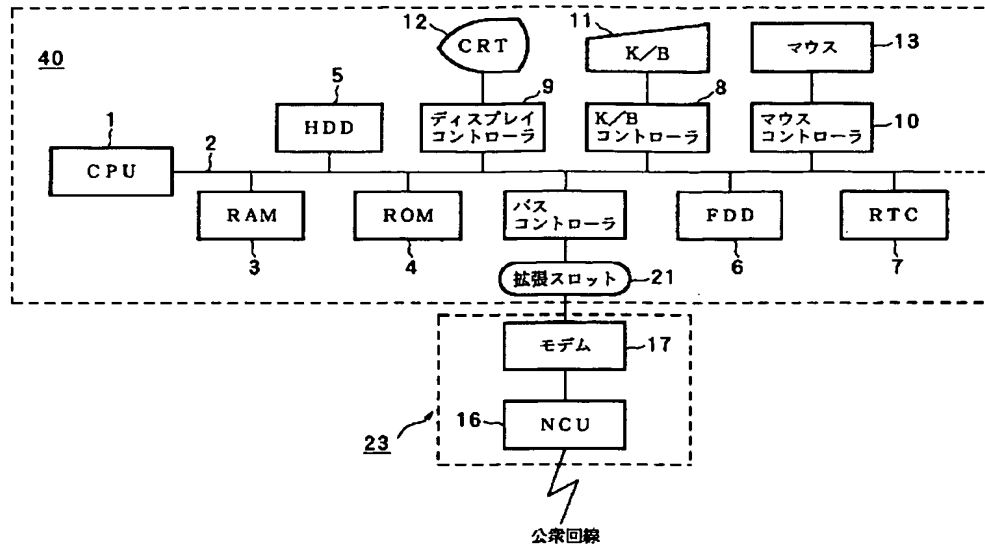 12
CRT
11
K/B
マウス
13
40
5
HDD
9
ディスプレイ
コントローラ
8
K/B
コントローラ
マウス
コントローラ
10
1
CPU
2
RAM
3
ROM
4
バス
コントローラ
FDD
6
RTC
7
拡張スロット
21
モデム
17
16
NCU
23
公衆回線